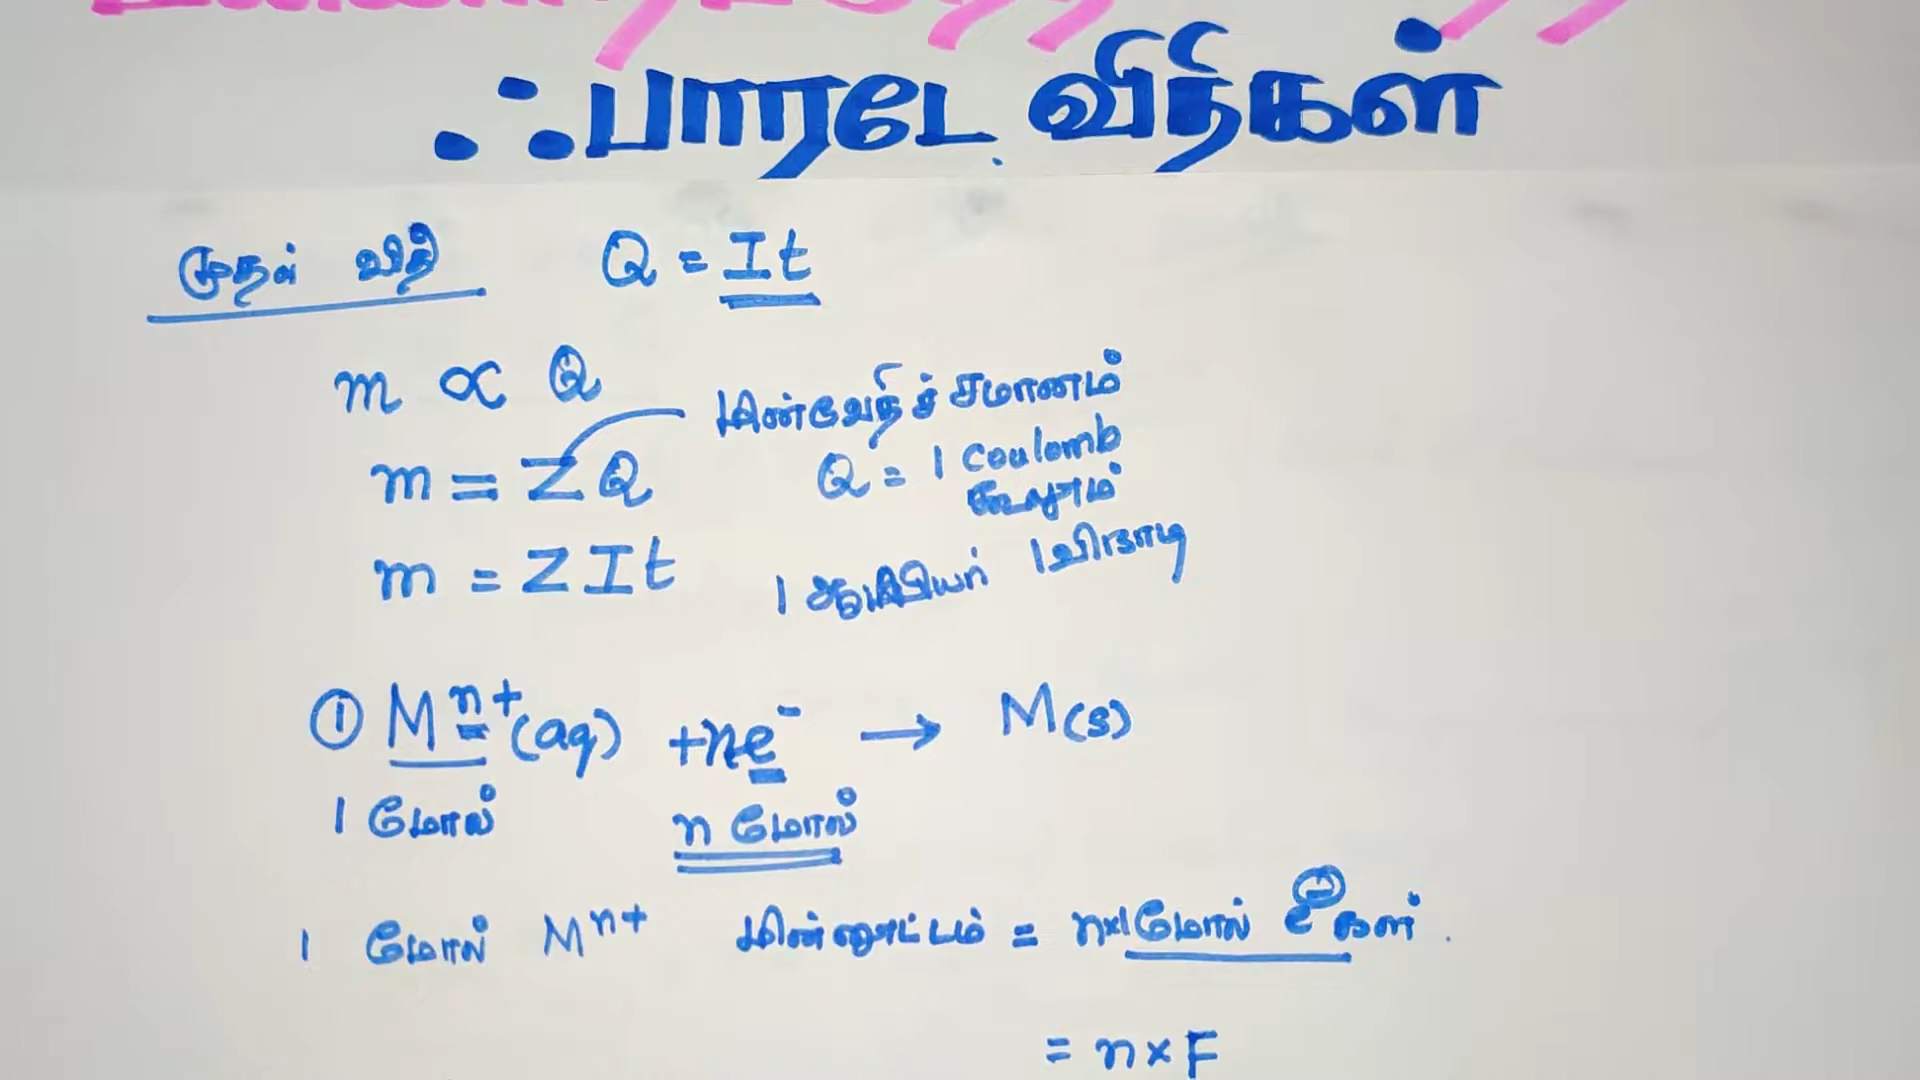 ஃபாரடே விதிகள்
முதல் விதி Q = It
m ∝ Q
மின்வேதிச் சமானம்
m = ZQ Q = 1 Coulomb
கூலூம்
m = ZIt 1 ஆம்பியர் 1 விநாடி
① Mⁿ⁺(aq) + ne⁻ → M(s)
1 மோல் n மோல்
1 மோல் Mⁿ⁺ மின்னூட்டம் = n×1மோல் e⁻கள்.
= n×F